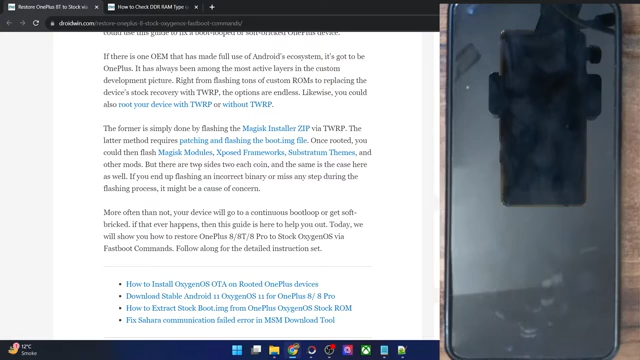 Restore OnePlus 8T to Stock via
How to Check DDR RAM Type
droidwin.com/restore-oneplus-8-stock-oxygenos-fastboot-commands/
could use this guide to fix a boot-looped or soft-bricked OnePlus device.
If there is one OEM that has made full use of Android's ecosystem, it's got to be
OnePlus. It has always been among the most active layers in the custom
development picture. Right from flashing tons of custom ROMs to replacing the
device's stock recovery with TWRP, the options are endless. Likewise, you could
also root your device with TWRP or without TWRP.
The former is simply done by flashing the Magisk Installer ZIP via TWRP. The
latter method requires patching and flashing the boot.img file. Once rooted, you
could then flash Magisk Modules, Xposed Frameworks, Substratum Themes, and
other mods. But there are two sides two each coin, and the same is the case here
as well. If you end up flashing an incorrect binary or miss any step during the
flashing process, it might be a cause of concern.
More often than not, your device will go to a continuous bootloop or get soft-
bricked. if that ever happens, then this guide is here to help you out. Today, we
will show you how to restore OnePlus 8/8T/8 Pro to Stock OxygenOS via
Fastboot Commands. Follow along for the detailed instruction set.
How to Install OxygenOS OTA on Rooted OnePlus devices
Download Stable Android 11 OxygenOS 11 for OnePlus 8/ 8 Pro
How to Extract Stock Boot.img from OnePlus OxygenOS Stock ROM
Fix Sahara communication failed error in MSM Download Tool
12°C
Smoke